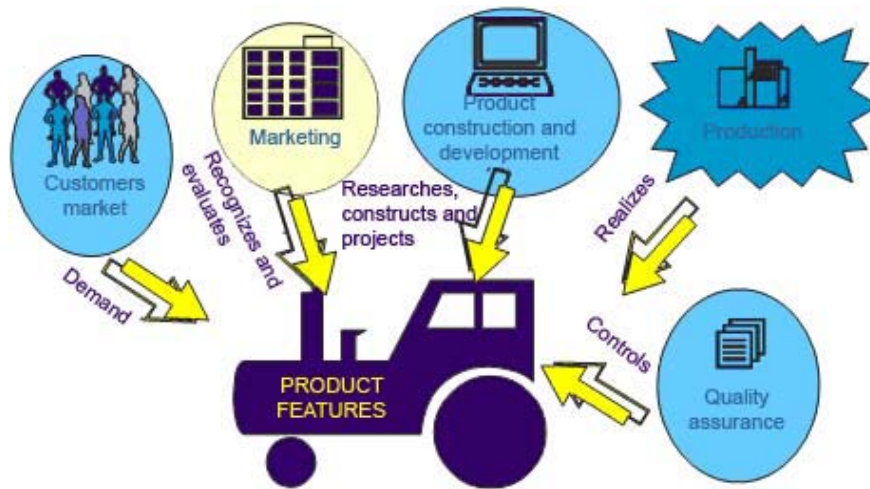 Customers
market
Demand
Marketing
Recognizes and
evaluates
Product
construction and
development
Researches,
constructs and
projects
Production
Realizes
Quality
assurance
Controls
PRODUCT
FEATURES